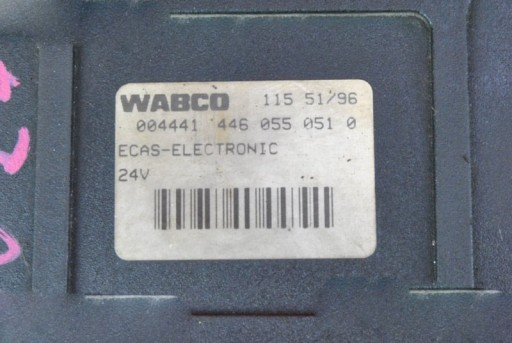 WABCO 115 51/96
004441 446 055 051 0
ECAS-ELECTRONIC
24V